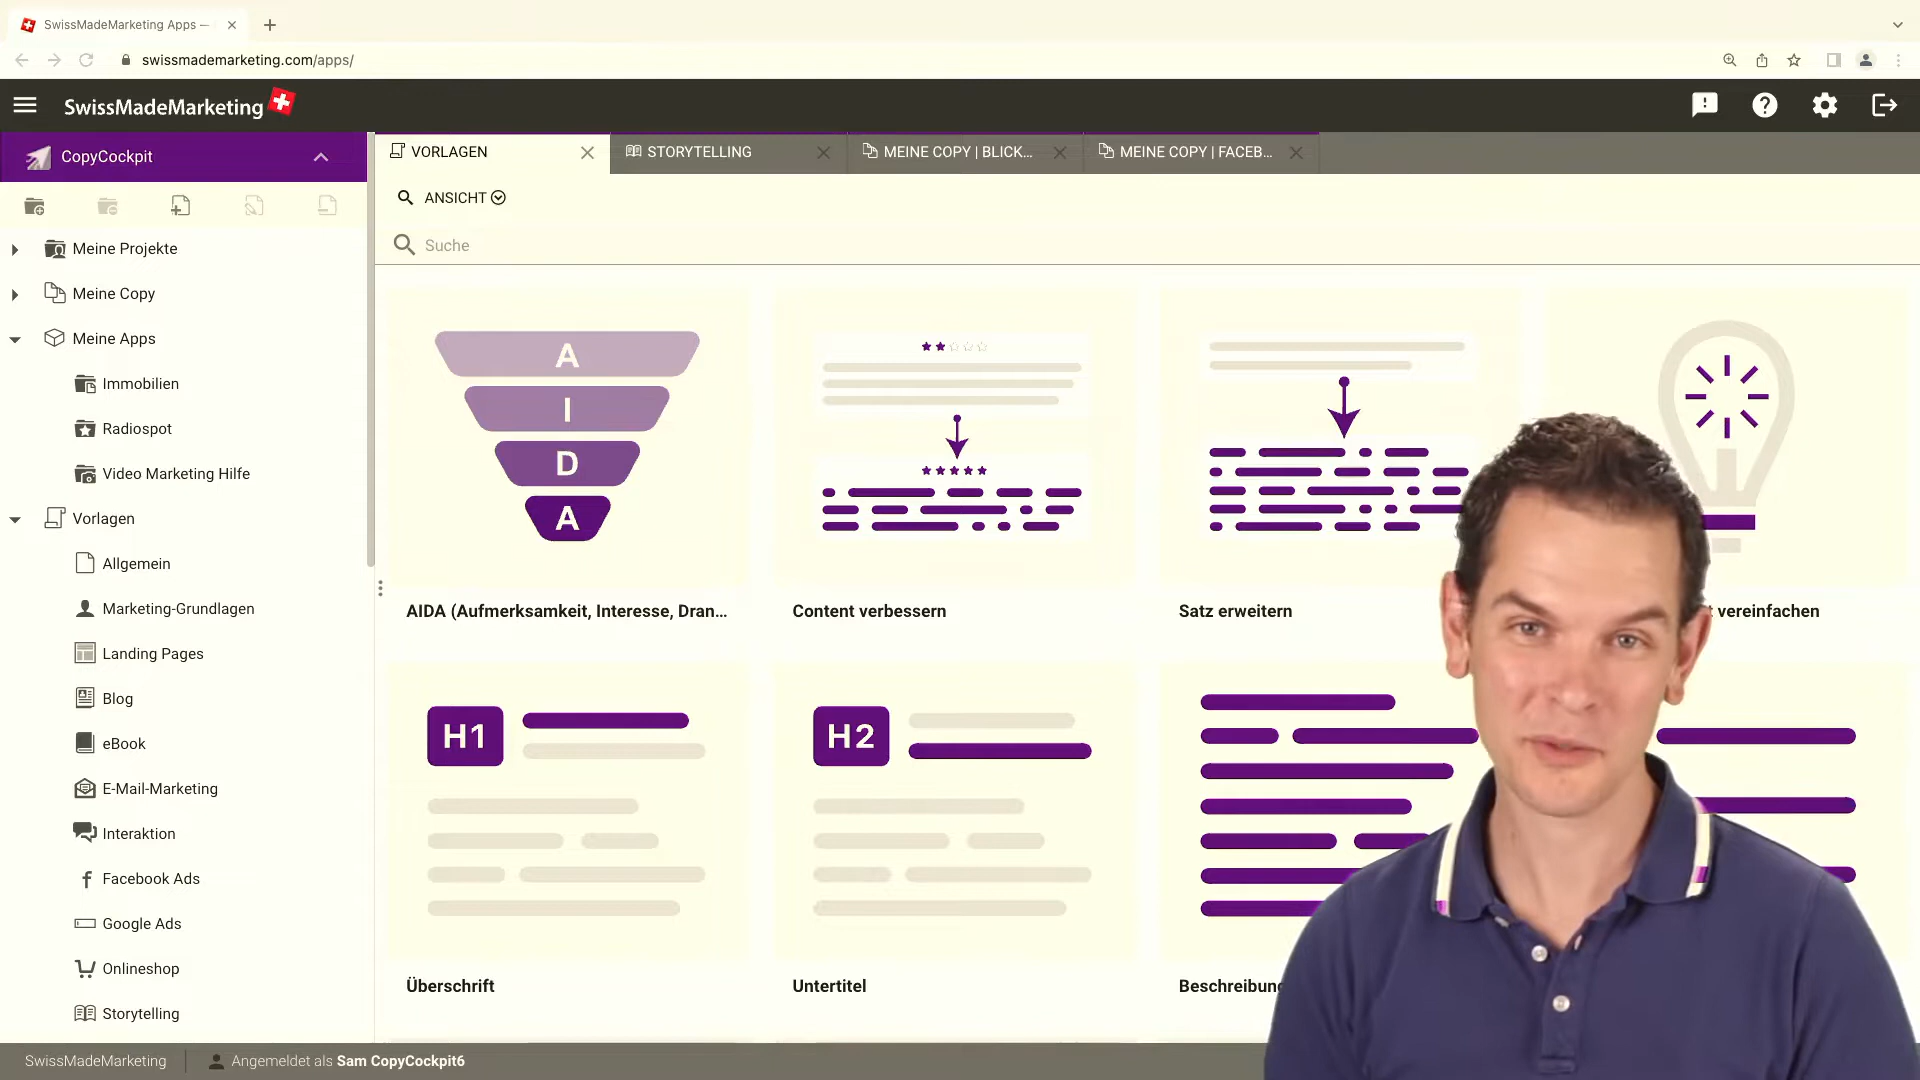 SwissMadeMarketing Apps —
swissmademarketing.com/apps/
SwissMadeMarketing
CopyCockpit
VORLAGEN
STORYTELLING
MEINE COPY | BLICK...
MEINE COPY | FACEB...
ANSICHT
Suche
Meine Projekte
Meine Copy
Meine Apps
Immobilien
Radiospot
Video Marketing Hilfe
Vorlagen
Allgemein
Marketing-Grundlagen
Landing Pages
Blog
eBook
E-Mail-Marketing
Interaktion
Facebook Ads
Google Ads
Onlineshop
Storytelling
A
I
D
A
AIDA (Aufmerksamkeit, Interesse, Dran...
Content verbessern
Satz erweitern
vereinfachen
H1
H2
Überschrift
Untertitel
Beschreibung
SwissMadeMarketing
Angemeldet als Sam CopyCockpit6